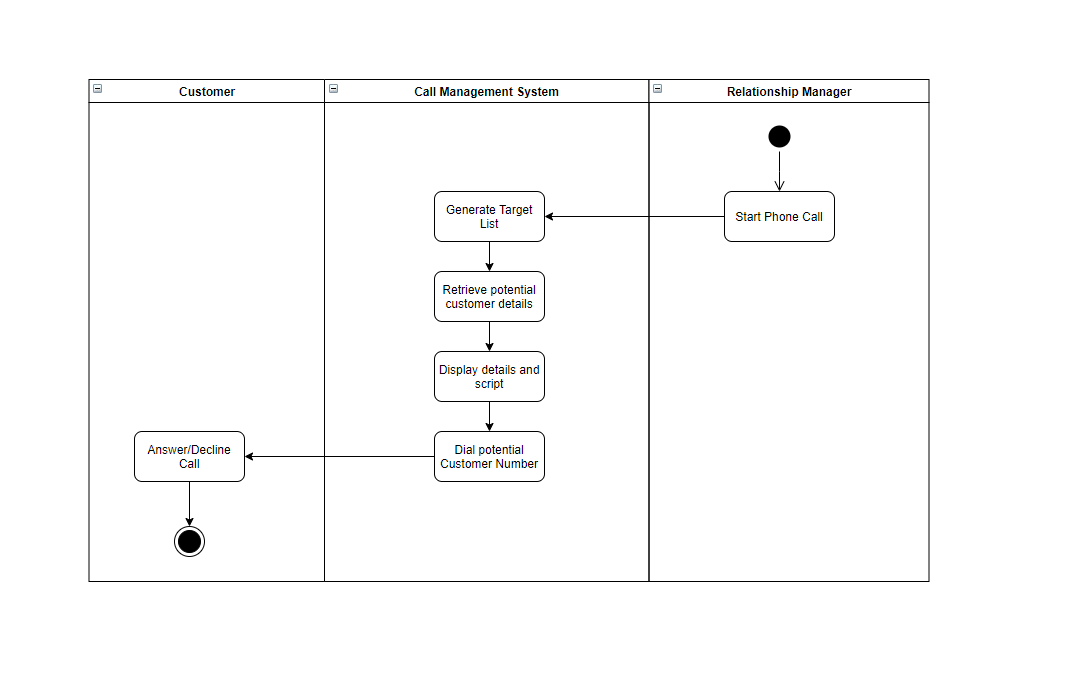 Customer
Call Management System
Relationship Manager
Generate Target
List
Start Phone Call
Retrieve potential
customer details
Display details and
script
Answer/Decline
Call
Dial potential
Customer Number